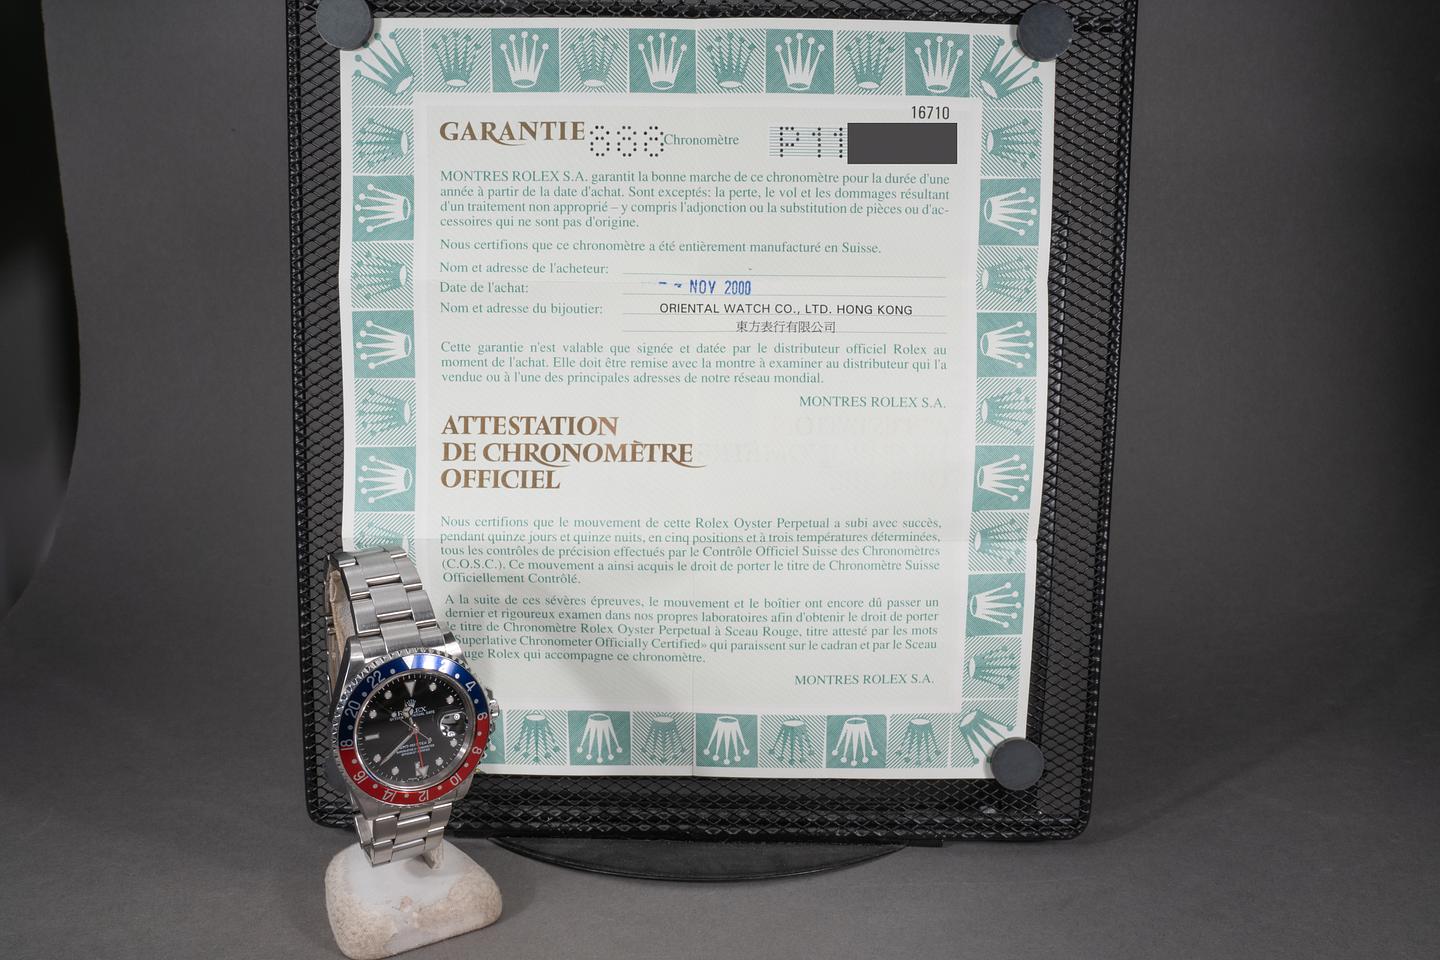 16710
GARANTIE 888 Chronomètre P11
MONTRES ROLEX S.A. garantit la bonne marche de ce chronomètre pour la durée d'une
année à partir de la date d'achat. Sont exceptés: la perte, le vol et les dommages résultant
d'un traitement non approprié – y compris l'adjonction ou la substitution de pièces ou d'ac-
cessoires qui ne sont pas d'origine.
Nous certifions que ce chronomètre a été entièrement manufacturé en Suisse.
Nom et adresse de l'acheteur:
Date de l'achat: NOV 2000
Nom et adresse du bijoutier: ORIENTAL WATCH CO., LTD. HONG KONG
東方表行有限公司
Cette garantie n'est valable que signée et datée par le distributeur officiel Rolex au
moment de l'achat. Elle doit être remise avec la montre à examiner au distributeur qui l'a
vendue ou à l'une des principales adresses de notre réseau mondial.
MONTRES ROLEX S.A.
ATTESTATION
DE CHRONOMÈTRE
OFFICIEL
Nous certifions que le mouvement de cette Rolex Oyster Perpetual a subi avec succès,
pendant quinze jours et quinze nuits, en cinq positions et à trois températures déterminées,
tous les contrôles de précision effectués par le Contrôle Officiel Suisse des Chronomètres
(C.O.S.C.). Ce mouvement a ainsi acquis le droit de porter le titre de Chronomètre Suisse
Officiellement Contrôlé.
A la suite de ces sévères épreuves, le mouvement et le boîtier ont encore dû passer un
dernier et rigoureux examen dans nos propres laboratoires afin d'obtenir le droit de porter
le titre de Chronomètre Rolex Oyster Perpetual à Sceau Rouge, titre attesté par les mots
Superlative Chronometer Officially Certified» qui paraissent sur le cadran et par le Sceau
uge Rolex qui accompagne ce chronomètre.
MONTRES ROLEX S.A.
22 2 4 6 8 10 12 14 16 18 20
ROLEX